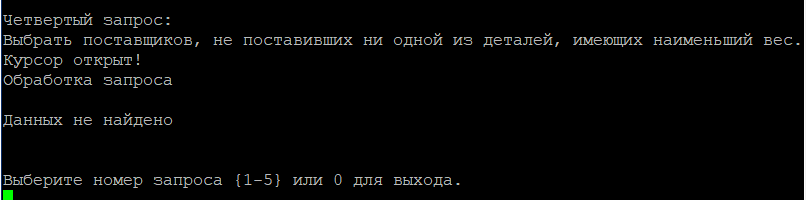 Четвертый запрос:
Выбрать поставщиков, не поставивших ни одной из деталей, имеющих наименьший вес.
Курсор открыт!
Обработка запроса
Данных не найдено
Выберите номер запроса {1-5} или 0 для выхода.